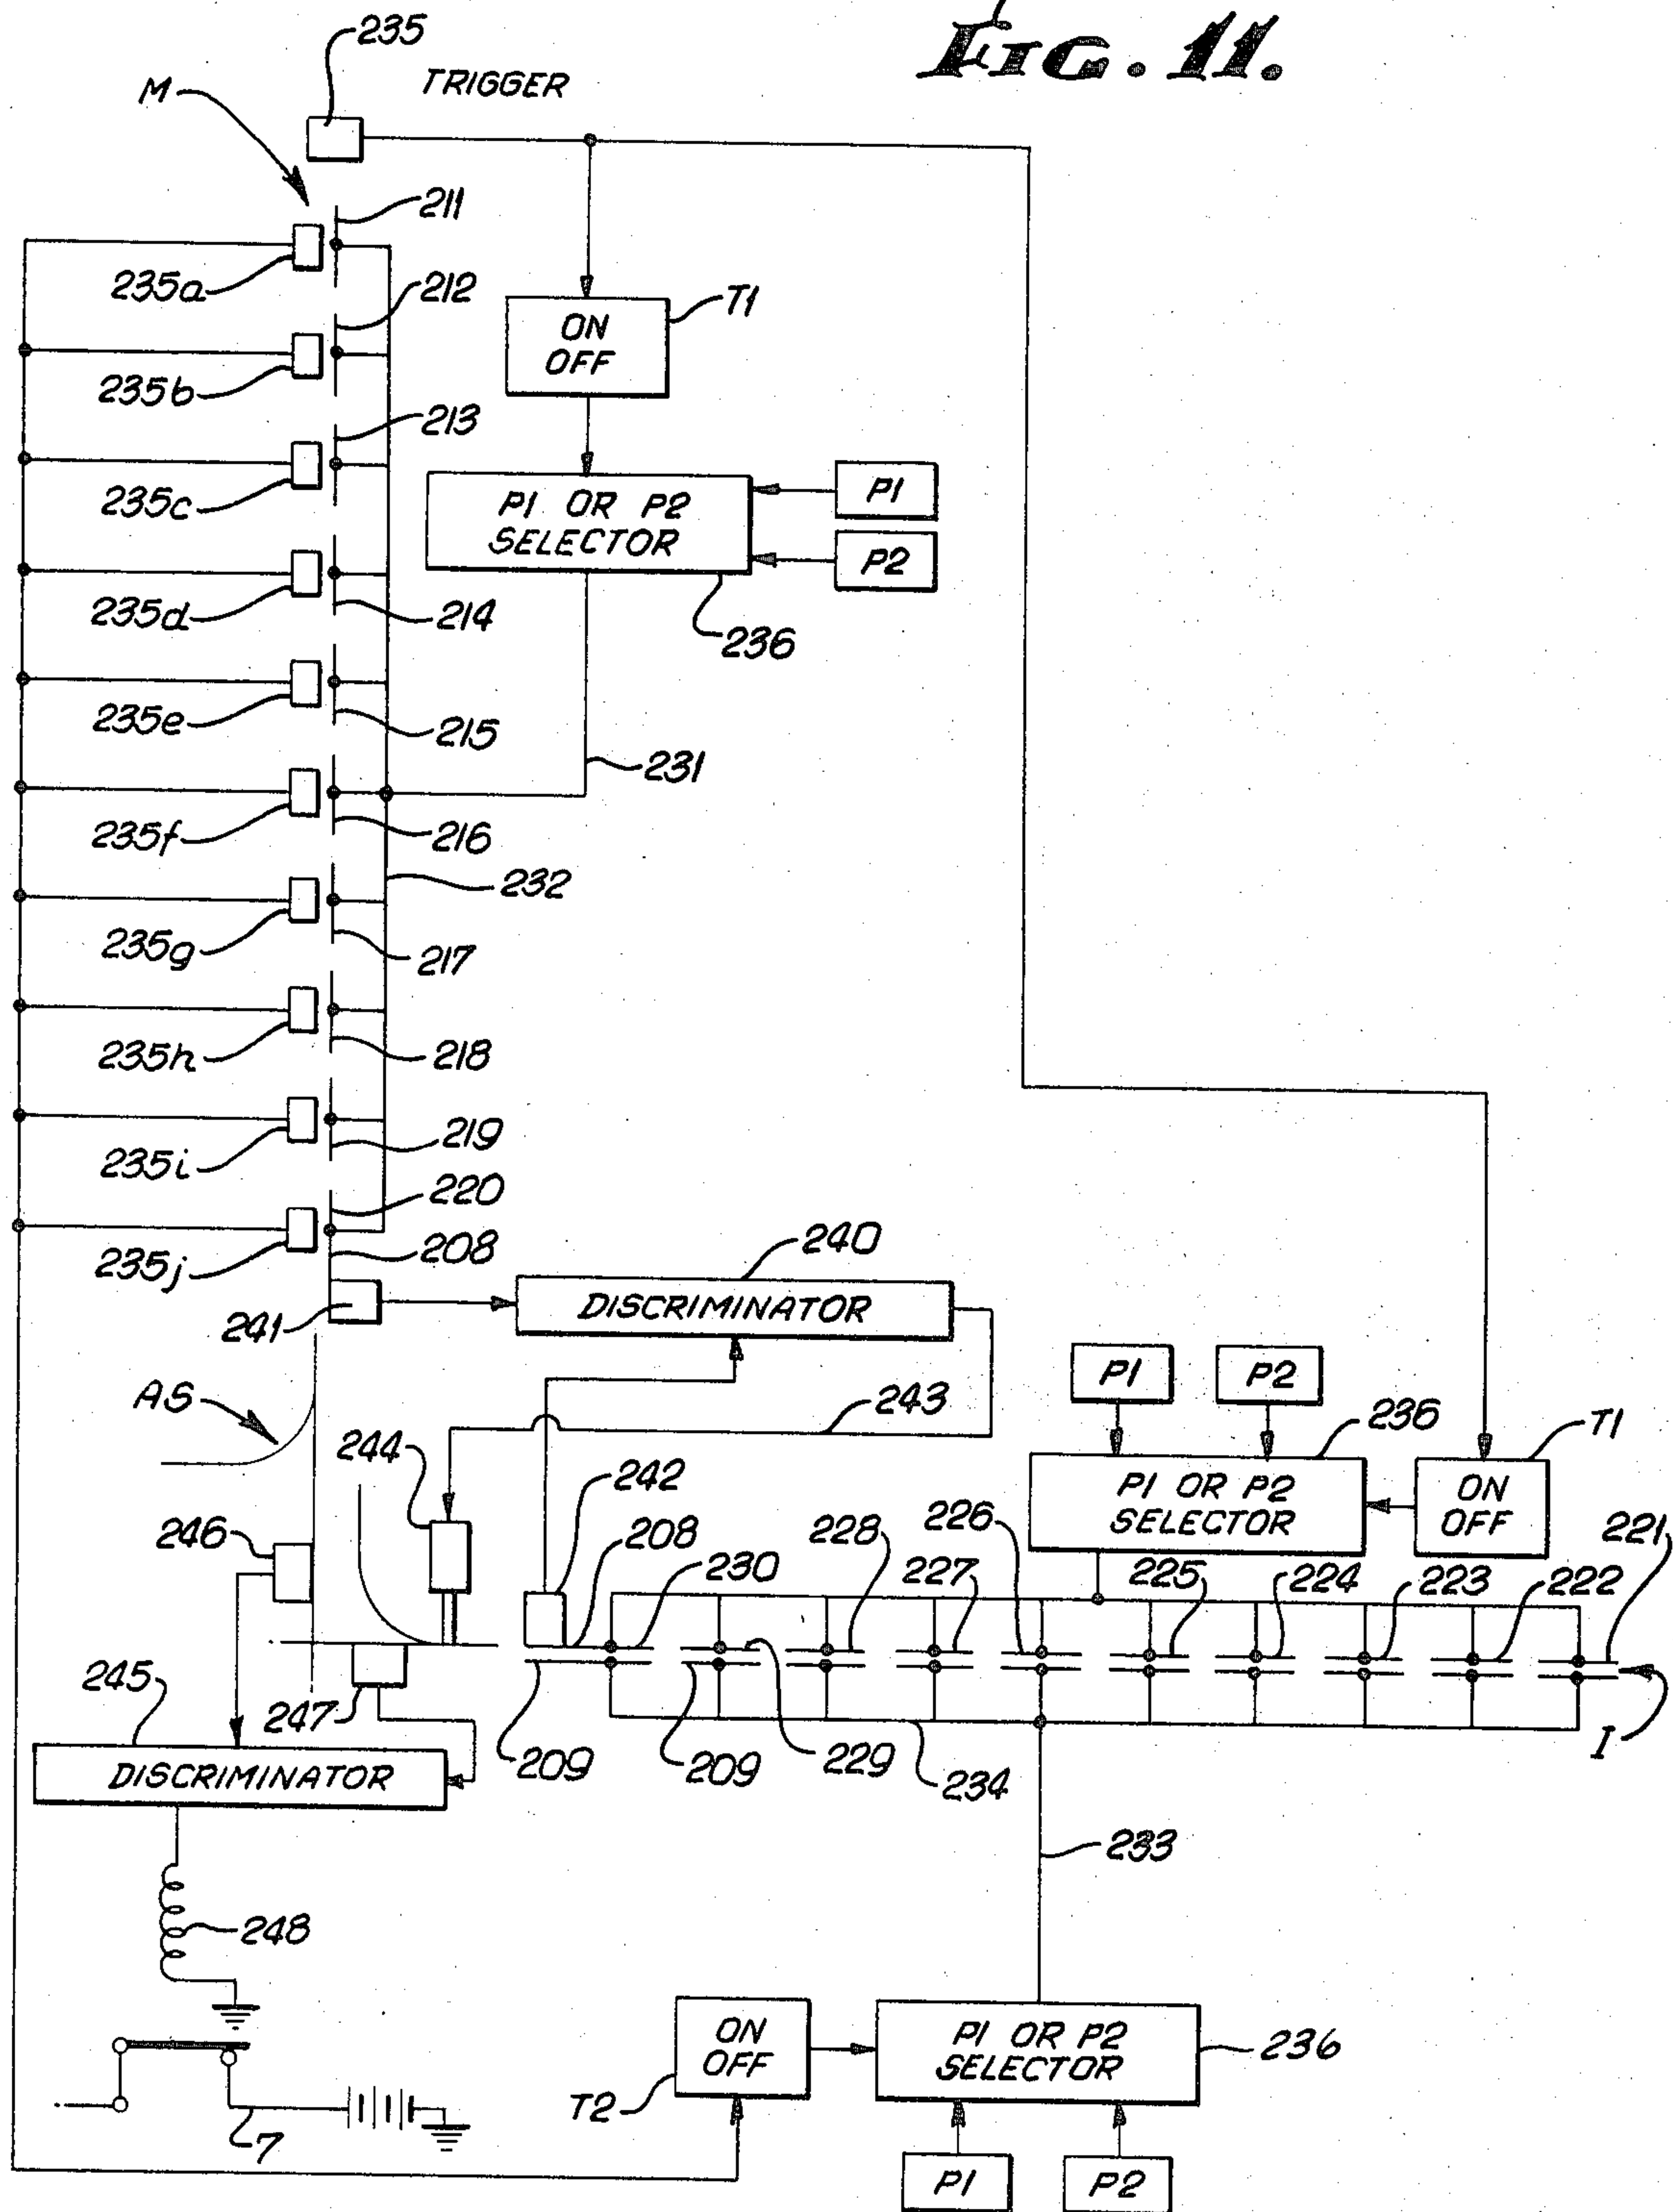 FIG. 11.
235
TRIGGER
M
211
235a
212
T1
ON
OFF
235b
213
P1
P1 OR P2
SELECTOR
235c
P2
235d
214
236
235e
215
231
235f
216
232
235g
217
235h
218
219
235i
220
208
240
235j
DISCRIMINATOR
241
P1
P2
AS
243
236
T1
244
242
P1 OR P2
SELECTOR
ON
OFF
246
208
228
226
221
230
227
225
224
223
222
245
247
209
209
229
234
I
DISCRIMINATOR
233
248
ON
OFF
P1 OR P2
SELECTOR
236
T2
7
P1
P2